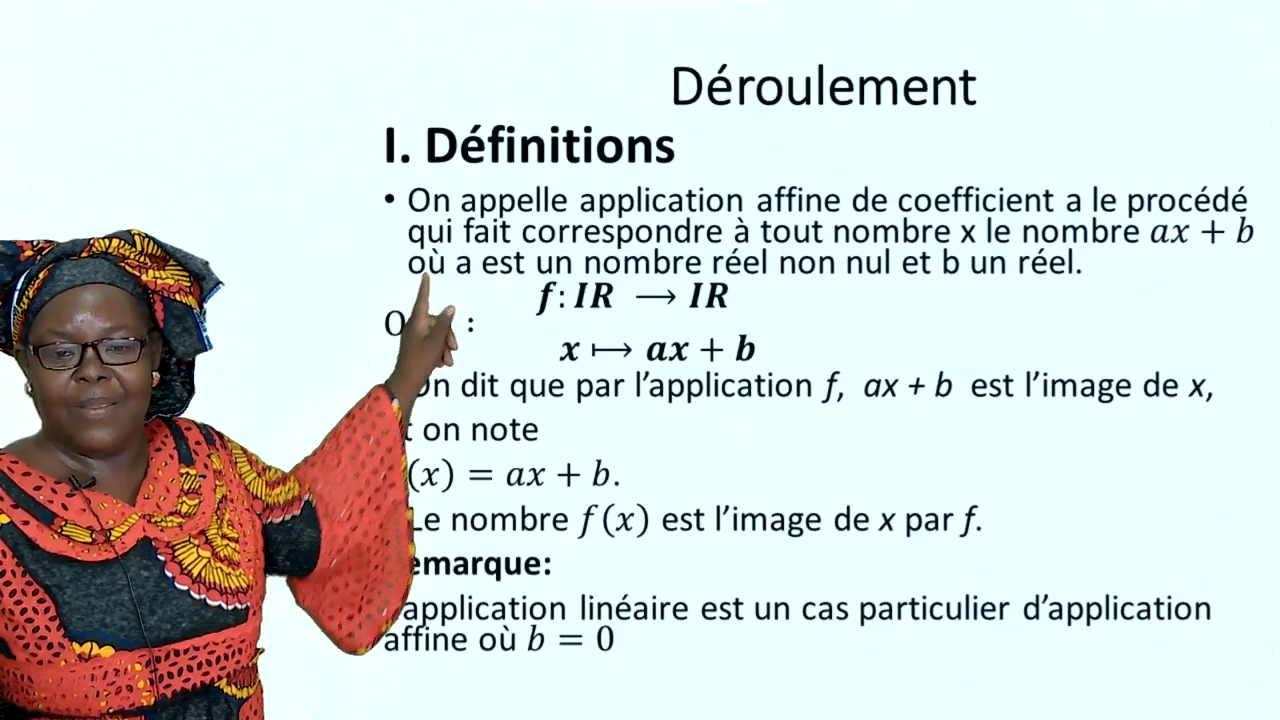 Déroulement
I. Définitions
• On appelle application affine de coefficient a le procédé
qui fait correspondre à tout nombre x le nombre ax + b
où a est un nombre réel non nul et b un réel.
f: IR ⟶ IR
:
x ⟼ ax + b
dit que par l’application f, ax + b est l’image de x,
on note
(x) = ax + b.
Le nombre f(x) est l’image de x par f.
emarque:
application linéaire est un cas particulier d’application
affine où b = 0